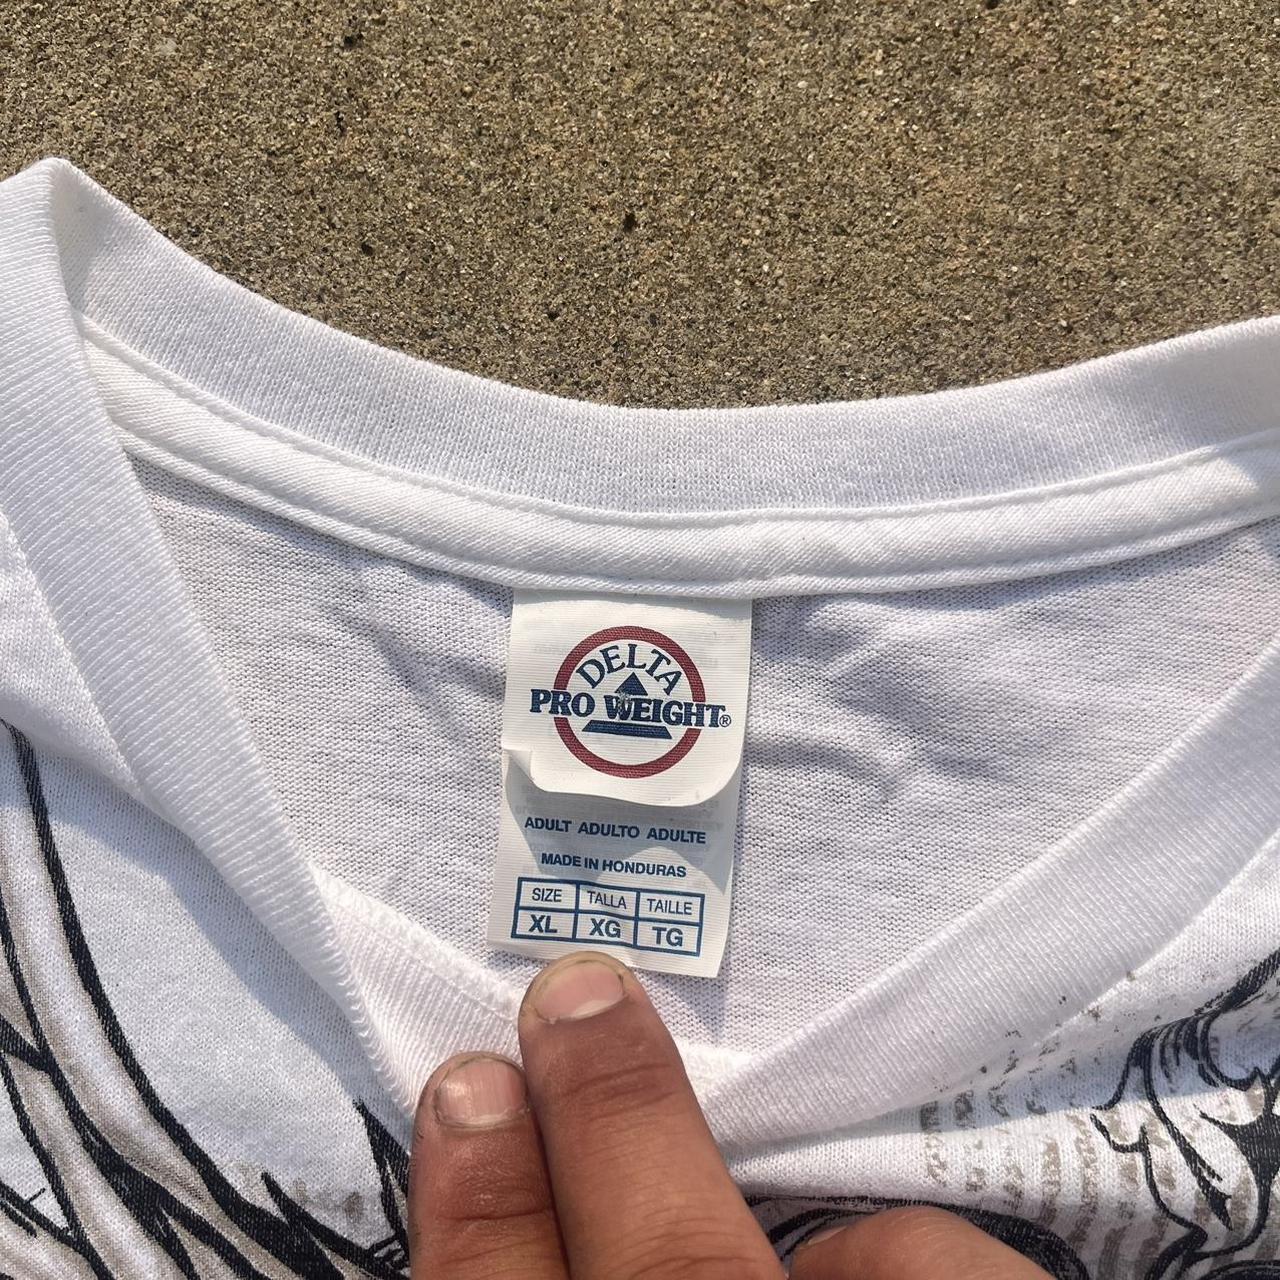 DELTA
PRO WEIGHT®
ADULT ADULTO ADULTE
MADE IN HONDURAS
SIZE TALLA TAILLE
XL XG TG